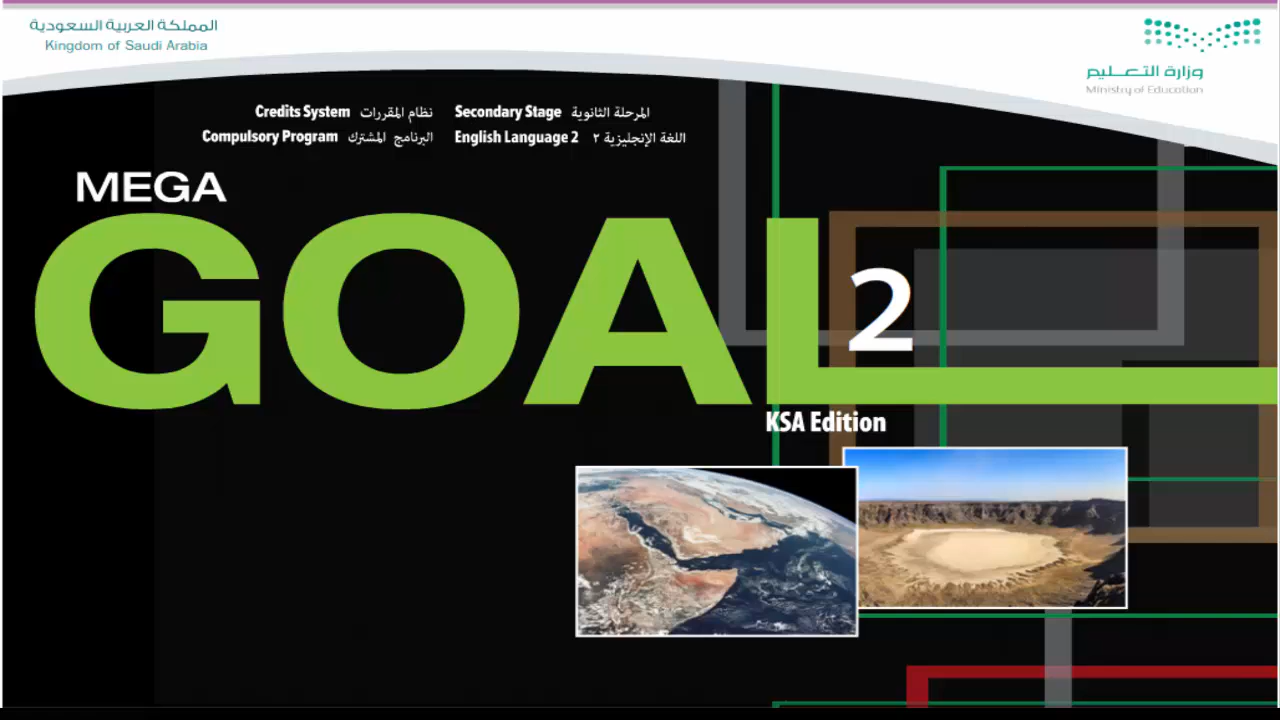 المملكة العربية السعودية
Kingdom of Saudi Arabia
وزارة التعليم
Ministry of Education
Credits System نظام المقررات Secondary Stage المرحلة الثانوية
Compulsory Program البرنامج المشترك English Language 2 اللغة الإنجليزية ٢
MEGA
GOAL 2
KSA Edition